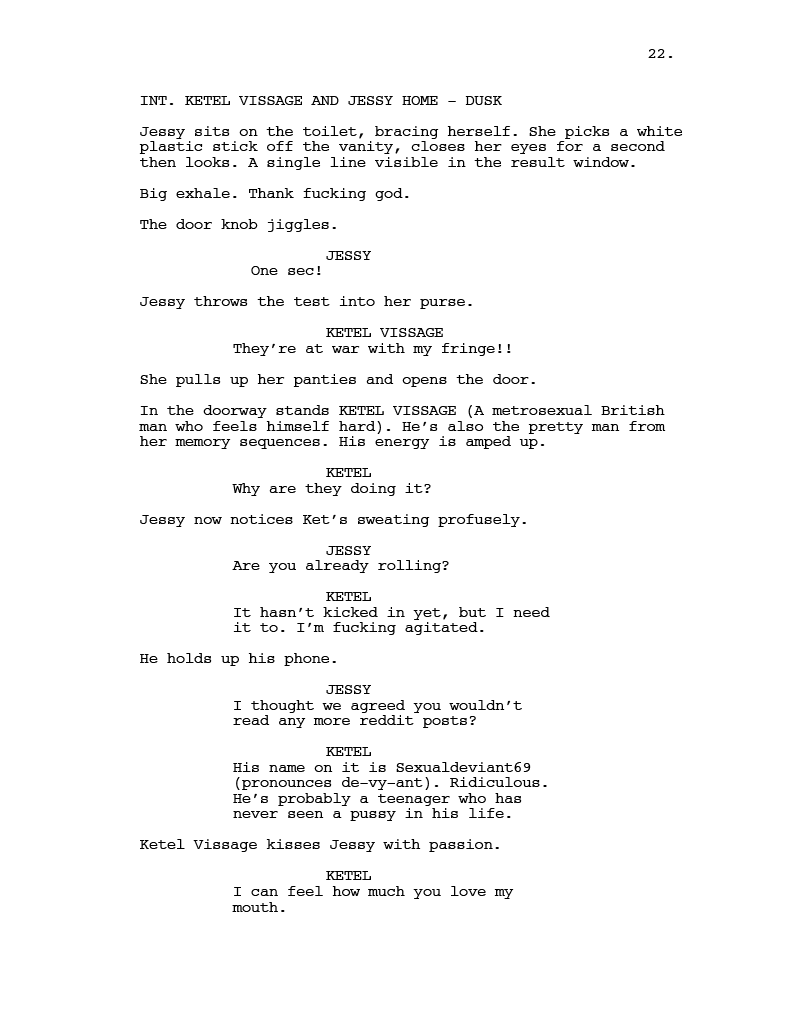 22.
INT. KETEL VISSAGE AND JESSY HOME - DUSK
Jessy sits on the toilet, bracing herself. She picks a white
plastic stick off the vanity, closes her eyes for a second
then looks. A single line visible in the result window.
Big exhale. Thank fucking god.
The door knob jiggles.
JESSY
One sec!
Jessy throws the test into her purse.
KETEL VISSAGE
They're at war with my fringe!!
She pulls up her panties and opens the door.
In the doorway stands KETEL VISSAGE (A metrosexual British
man who feels himself hard). He's also the pretty man from
her memory sequences. His energy is amped up.
KETEL
Why are they doing it?
Jessy now notices Ket's sweating profusely.
JESSY
Are you already rolling?
KETEL
It hasn't kicked in yet, but I need
it to. I'm fucking agitated.
He holds up his phone.
JESSY
I thought we agreed you wouldn't
read any more reddit posts?
KETEL
His name on it is Sexualdeviant69
(pronounces de-vy-ant). Ridiculous.
He's probably a teenager who has
never seen a pussy in his life.
Ketel Vissage kisses Jessy with passion.
KETEL
I can feel how much you love my
mouth.